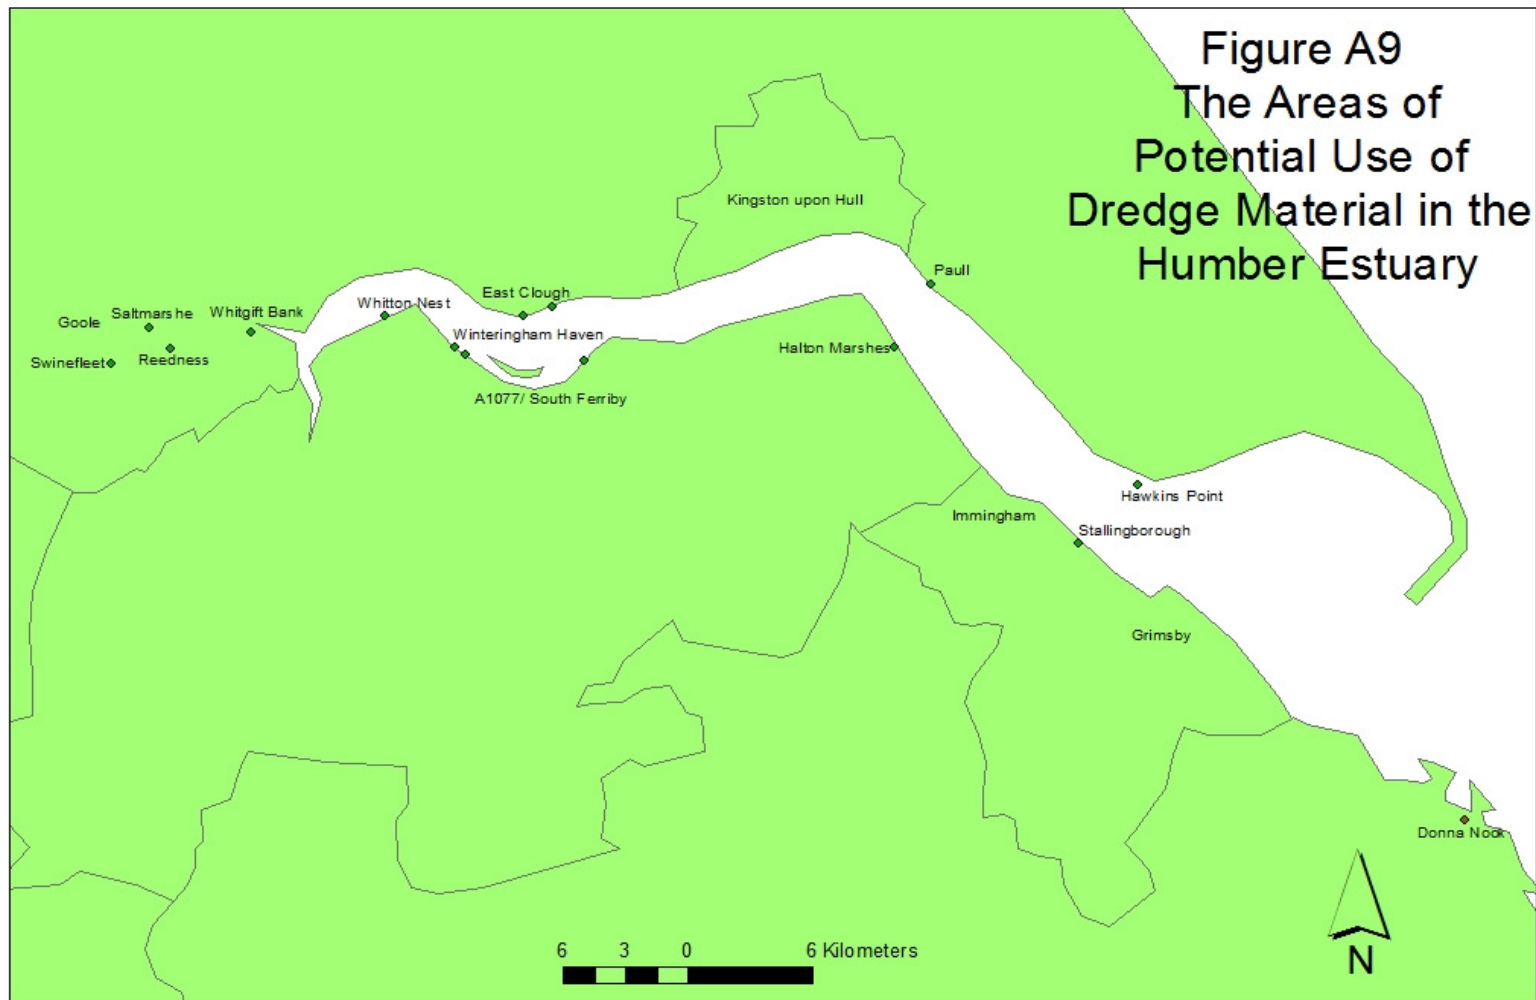 Figure A9
The Areas of
Potential Use of
Dredge Material in the
Humber Estuary
Kingston upon Hull
Paull
East Clough
Whitton Nest
Whitgift Bank
Saltmarshe
Goole
Winteringham Haven
Halton Marshes
Reedness
Swinefleet
A1077/ South Ferriby
Hawkins Point
Immingham
Stallingborough
Grimsby
Donna Nook
6 3 0 6 Kilometers
N